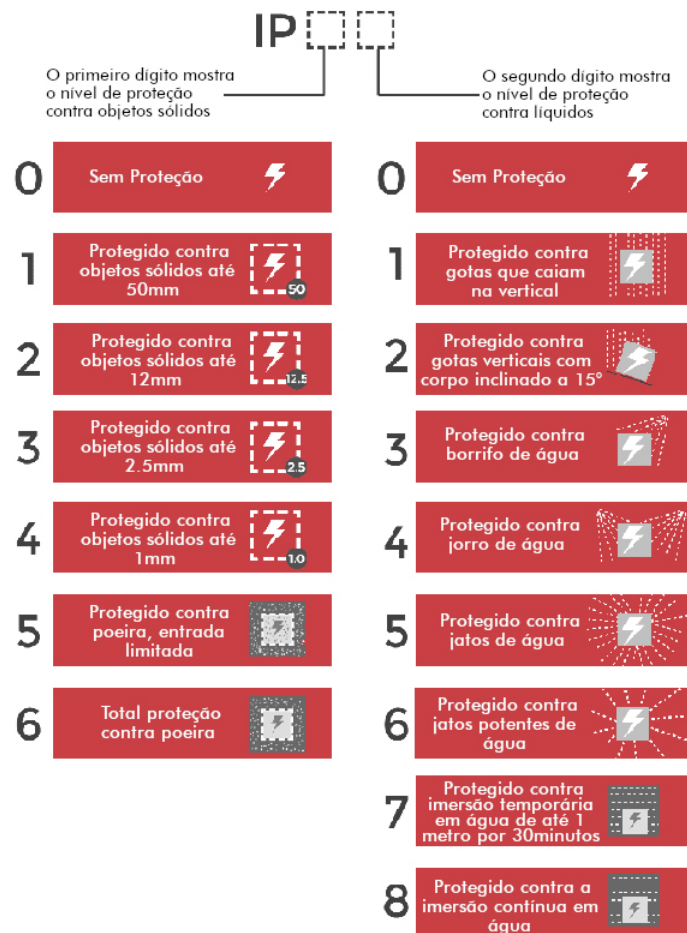 IP
O primeiro dígito mostra
o nível de proteção
contra objetos sólidos
O segundo dígito mostra
o nível de proteção
contra líquidos
0
Sem Proteção
1
Protegido contra
objetos sólidos até
50mm
50
2
Protegido contra
objetos sólidos até
12mm
12.5
3
Protegido contra
objetos sólidos até
2.5mm
2.5
4
Protegido contra
objetos sólidos até
1mm
1.0
5
Protegido contra
poeira, entrada
limitada
6
Total proteção
contra poeira
0
Sem Proteção
1
Protegido contra
gotas que caiam
na vertical
2
Protegido contra
gotas verticais com
corpo inclinado a 15°
3
Protegido contra
borrifo de água
4
Protegido contra
jorro de água
5
Protegido contra
jatos de água
6
Protegido contra
jatos potentes de
água
7
Protegido contra
imersão temporária
em água de até 1
metro por 30minutos
8
Protegido contra a
imersão contínua em
água